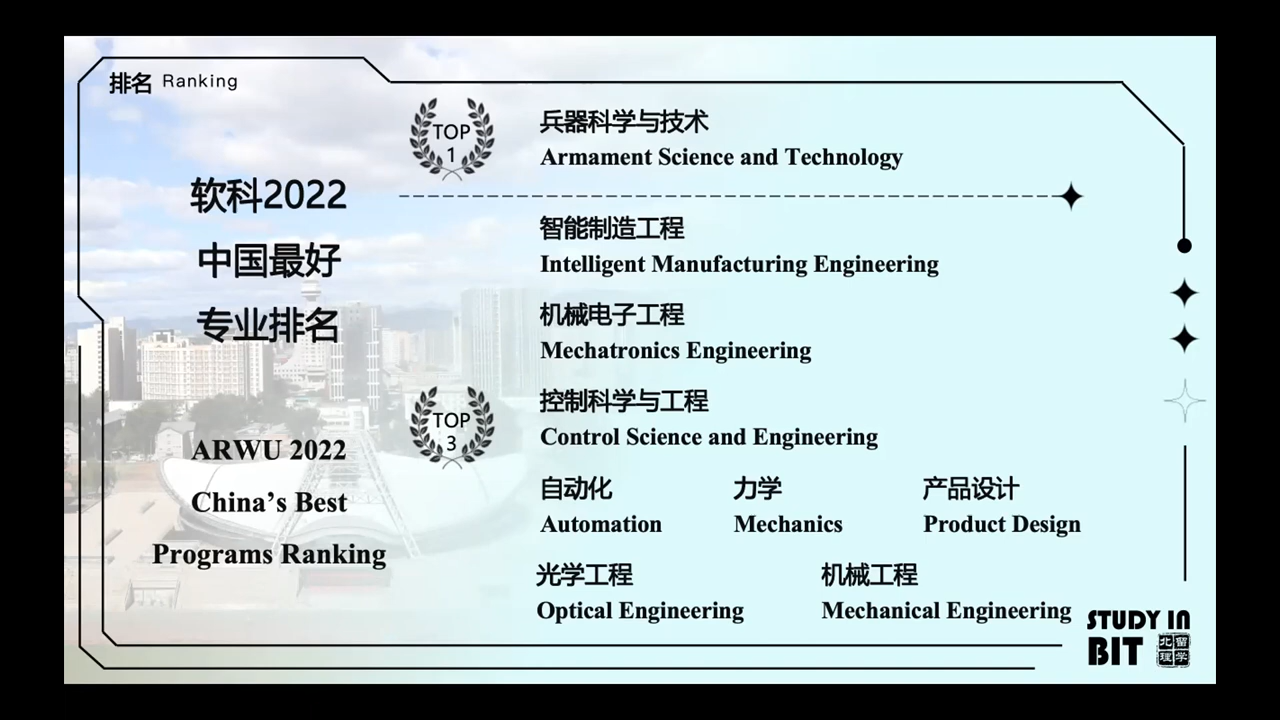 排名 Ranking
软科2022
中国最好
专业排名
ARWU 2022
China’s Best
Programs Ranking
TOP
1
兵器科学与技术
Armament Science and Technology
TOP
3
智能制造工程
Intelligent Manufacturing Engineering
机械电子工程
Mechatronics Engineering
控制科学与工程
Control Science and Engineering
自动化 力学 产品设计
Automation Mechanics Product Design
光学工程 机械工程
Optical Engineering Mechanical Engineering
STUDY IN
BIT
北留
理学